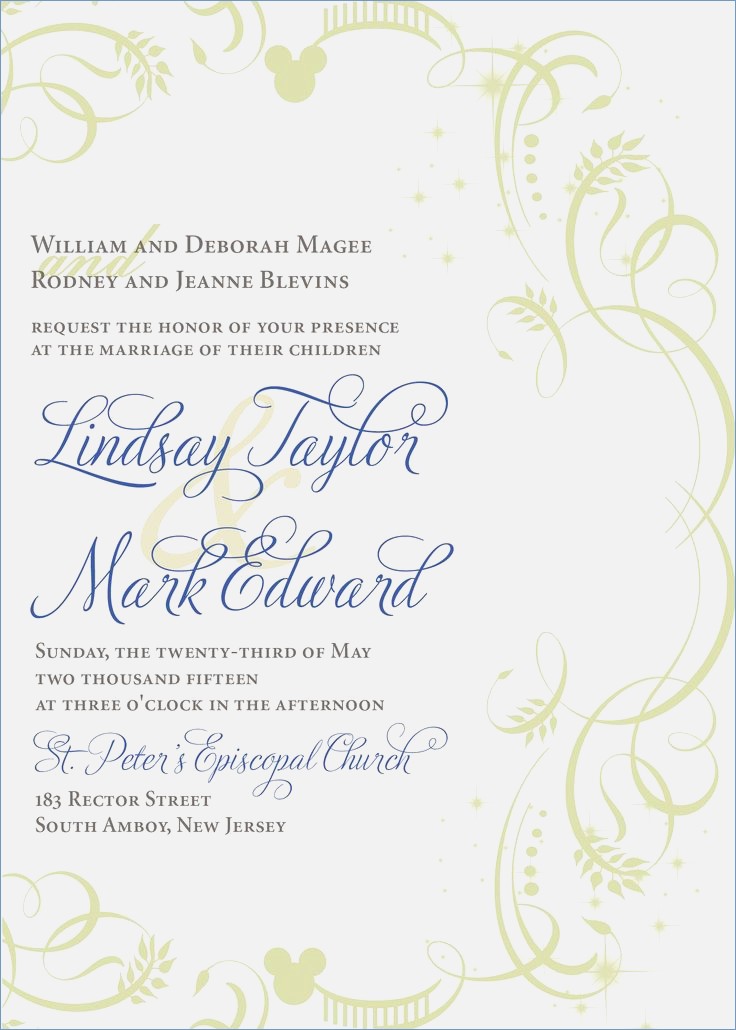 William and Deborah Magee
and
Rodney and Jeanne Blevins
request the honor of your presence
at the marriage of their children
Lindsay Taylor
&
Mark Edward
Sunday, the twenty-third of May
two thousand fifteen
at three o'clock in the afternoon
St. Peter's Episcopal Church
183 Rector Street
South Amboy, New Jersey